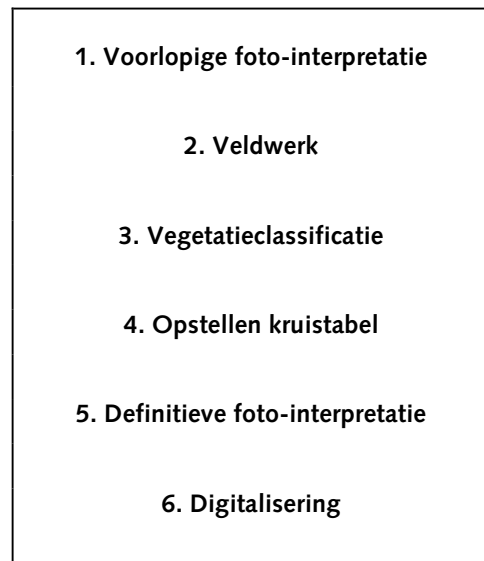 1. Voorlopige foto-interpretatie
2. Veldwerk
3. Vegetatieclassificatie
4. Opstellen kruistabel
5. Definitieve foto-interpretatie
6. Digitalisering